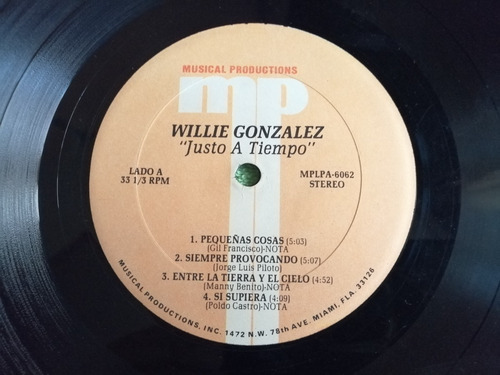 MUSICAL PRODUCTIONS
mp
WILLIE GONZALEZ
"Justo A Tiempo"
LADO A
33 1/3 RPM
MPLPA-6062
STEREO
1. PEQUEÑAS COSAS (5:03)
(Gil Francisco)-NOTA
2. SIEMPRE PROVOCANDO (5:07)
(Jorge Luis Piloto)
3. ENTRE LA TIERRA Y EL CIELO (4:52)
(Manny Benito)-NOTA
4. SI SUPIERA (4:09)
(Poldo Castro)-NOTA
MUSICAL PRODUCTIONS, INC. 1472 N.W. 78th AVE. MIAMI, FLA. 33126